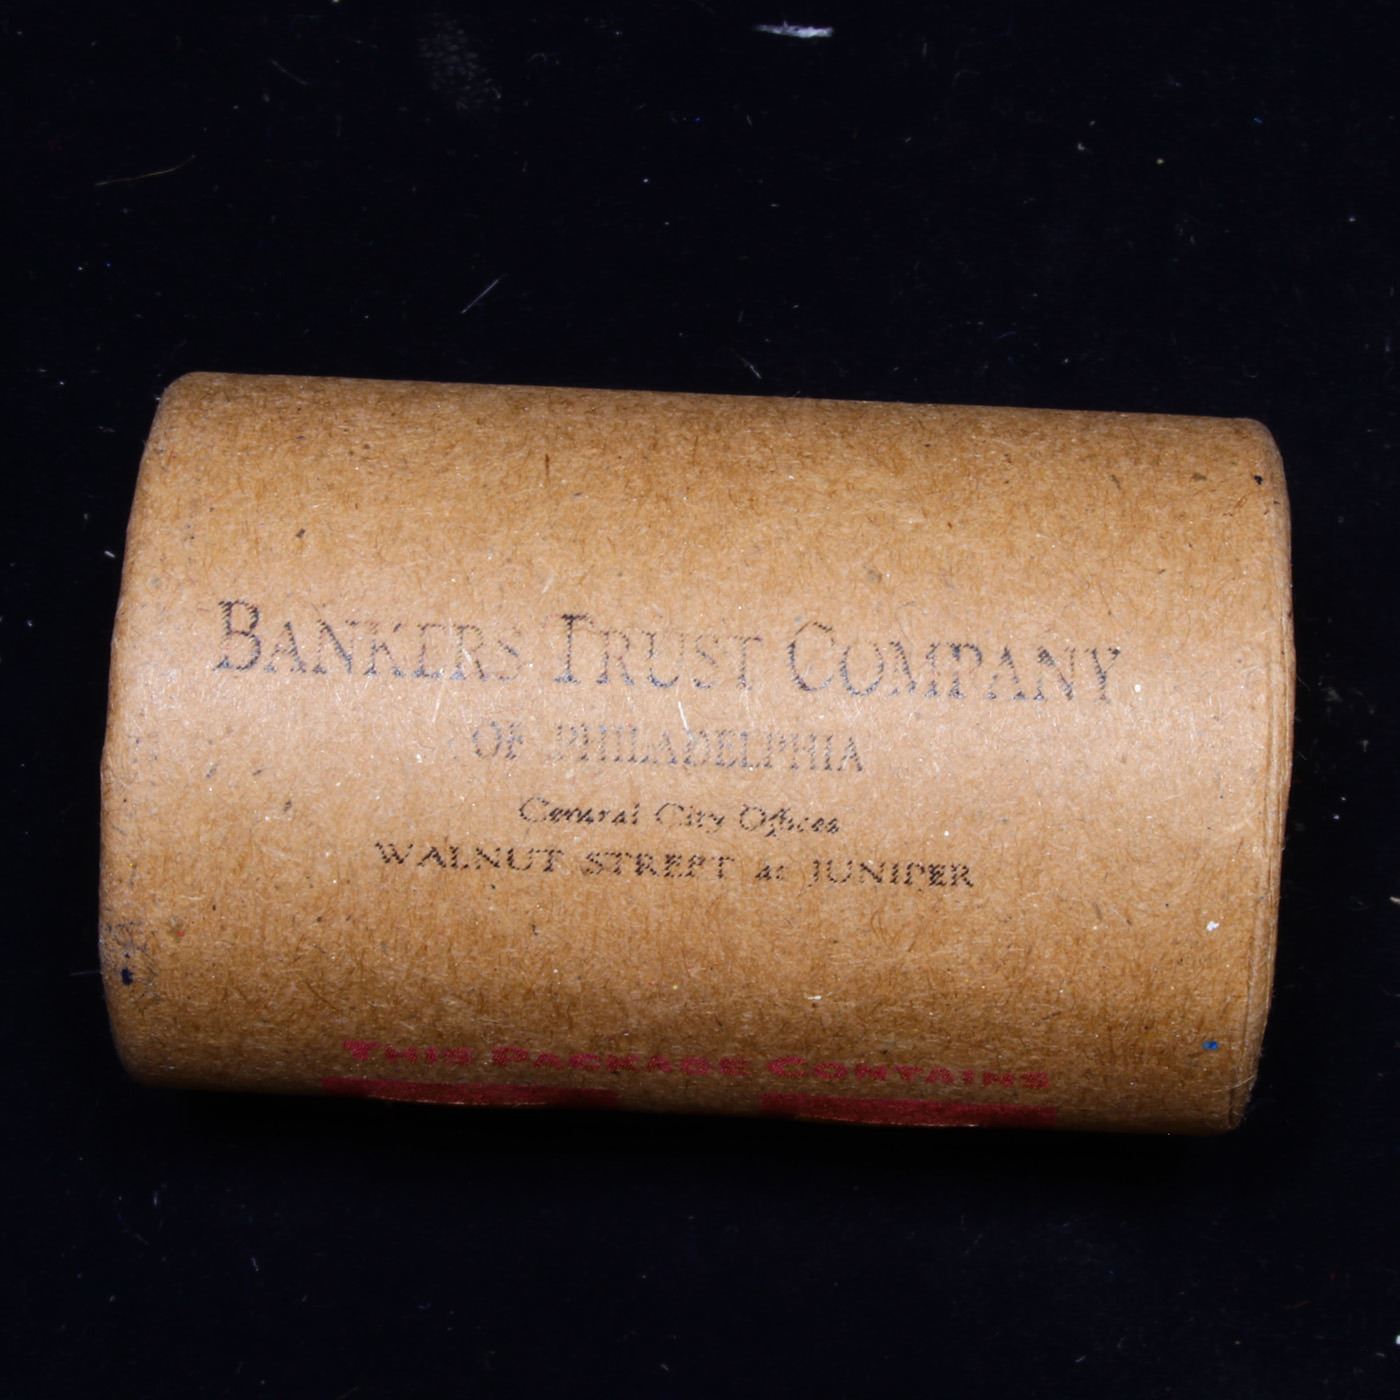 BANKERS TRUST COMPANY
OF PHILADELPHIA
Central City Offices
WALNUT STREET at JUNIPER
THIS PACKAGE CONTAINS